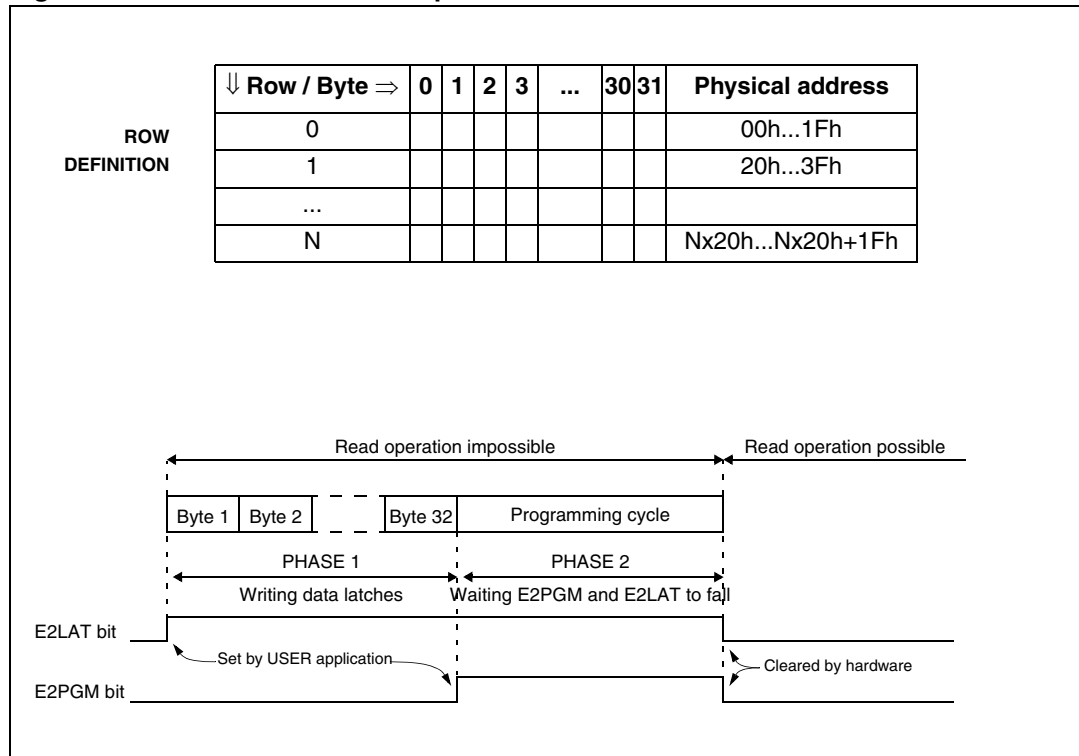 ⇓ Row / Byte ⇒ 0 1 2 3 ... 30 31 Physical address
ROW DEFINITION
0 00h...1Fh
1 20h...3Fh
...
N Nx20h...Nx20h+1Fh
Read operation impossible Read operation possible
Byte 1 Byte 2 Byte 32 Programming cycle
PHASE 1 PHASE 2
Writing data latches Waiting E2PGM and E2LAT to fall
E2LAT bit
Set by USER application Cleared by hardware
E2PGM bit